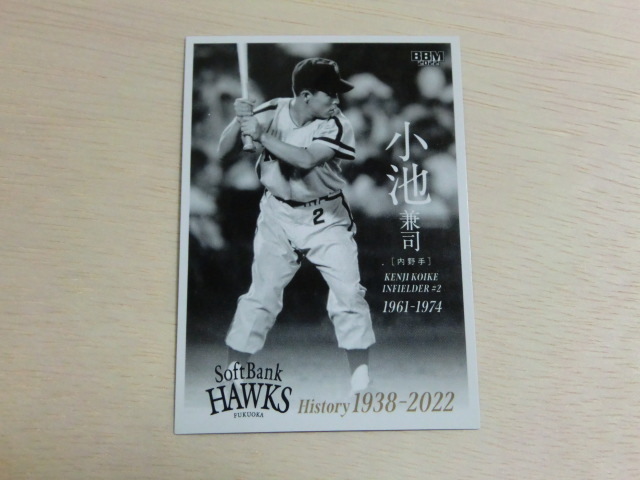 BBM
2022
小池
兼司
[内野手]
KENJI KOIKE
INFIELDER #2
1961-1974
2
SoftBank
HAWKS
FUKUOKA
History 1938-2022